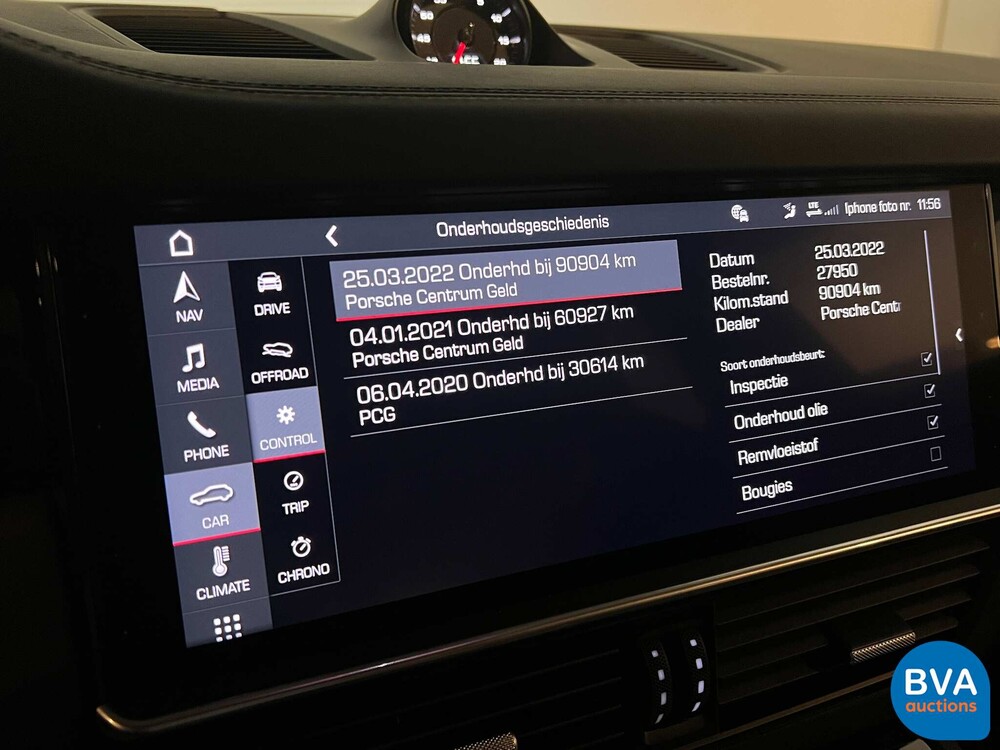 Onderhoudsgeschiedenis
LTE
Iphone foto nr. 11:56
NAV
MEDIA
PHONE
CAR
CLIMATE
DRIVE
OFFROAD
CONTROL
TRIP
CHRONO
25.03.2022 Onderhd bij 90904 km
Porsche Centrum Geld
04.01.2021 Onderhd bij 60927 km
Porsche Centrum Geld
06.04.2020 Onderhd bij 30614 km
PCG
Datum 25.03.2022
Bestelnr. 27950
Kilom.stand 90904 km
Dealer Porsche Centr
Soort onderhoudsbeurt:
Inspectie
Onderhoud olie
Remvloeistof
Bougies
BVA
auctions